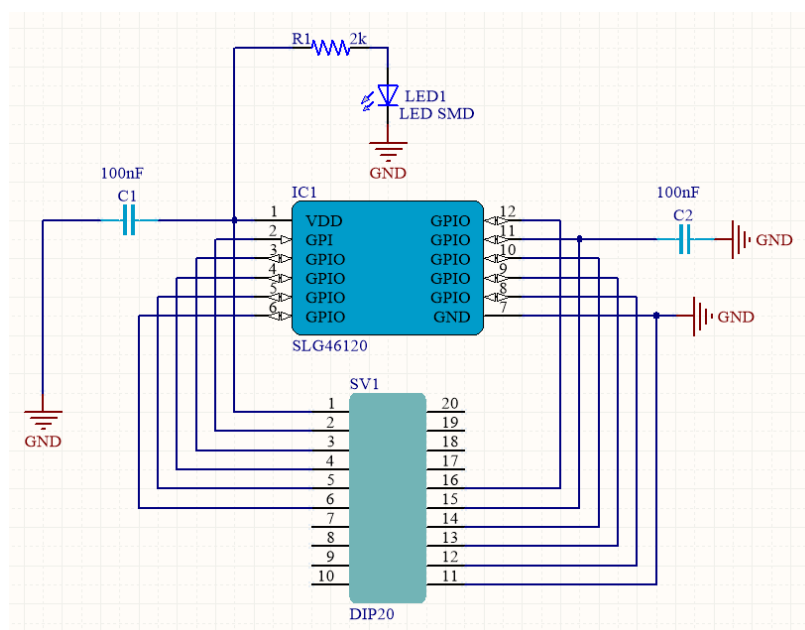 R1 2k
LED1
LED SMD
GND
100nF
C1
IC1
100nF
C2
1 VDD GPIO 12
2 GPI GPIO 11
GND
3 GPIO GPIO 10
4 GPIO GPIO 9
5 GPIO GPIO 8
6 GPIO GND 7
GND
SLG46120
SV1
1 20
2 19
3 18
GND
4 17
5 16
6 15
7 14
8 13
9 12
10 11
DIP20